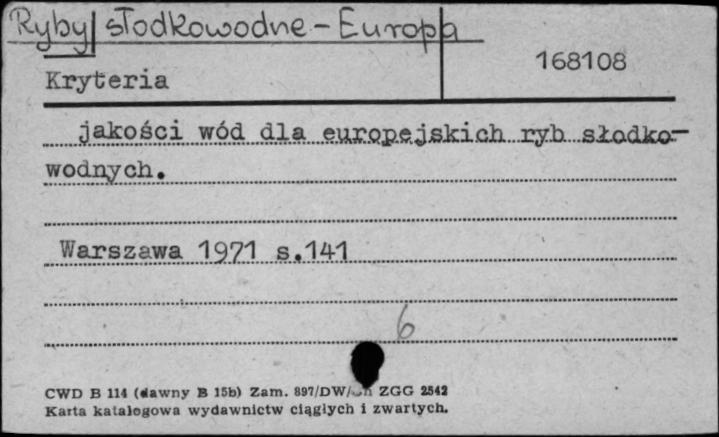 Ryby słodkowodne - Europa
168108
Kryteria
jakości wód dla europejskich ryb słodko-
wodnych.
Warszawa 1971 s.141
6
CWD B 114 (dawny B 15b) Zam. 897/DW/ ZGG 2542
Karta katalogowa wydawnictw ciągłych i zwartych.